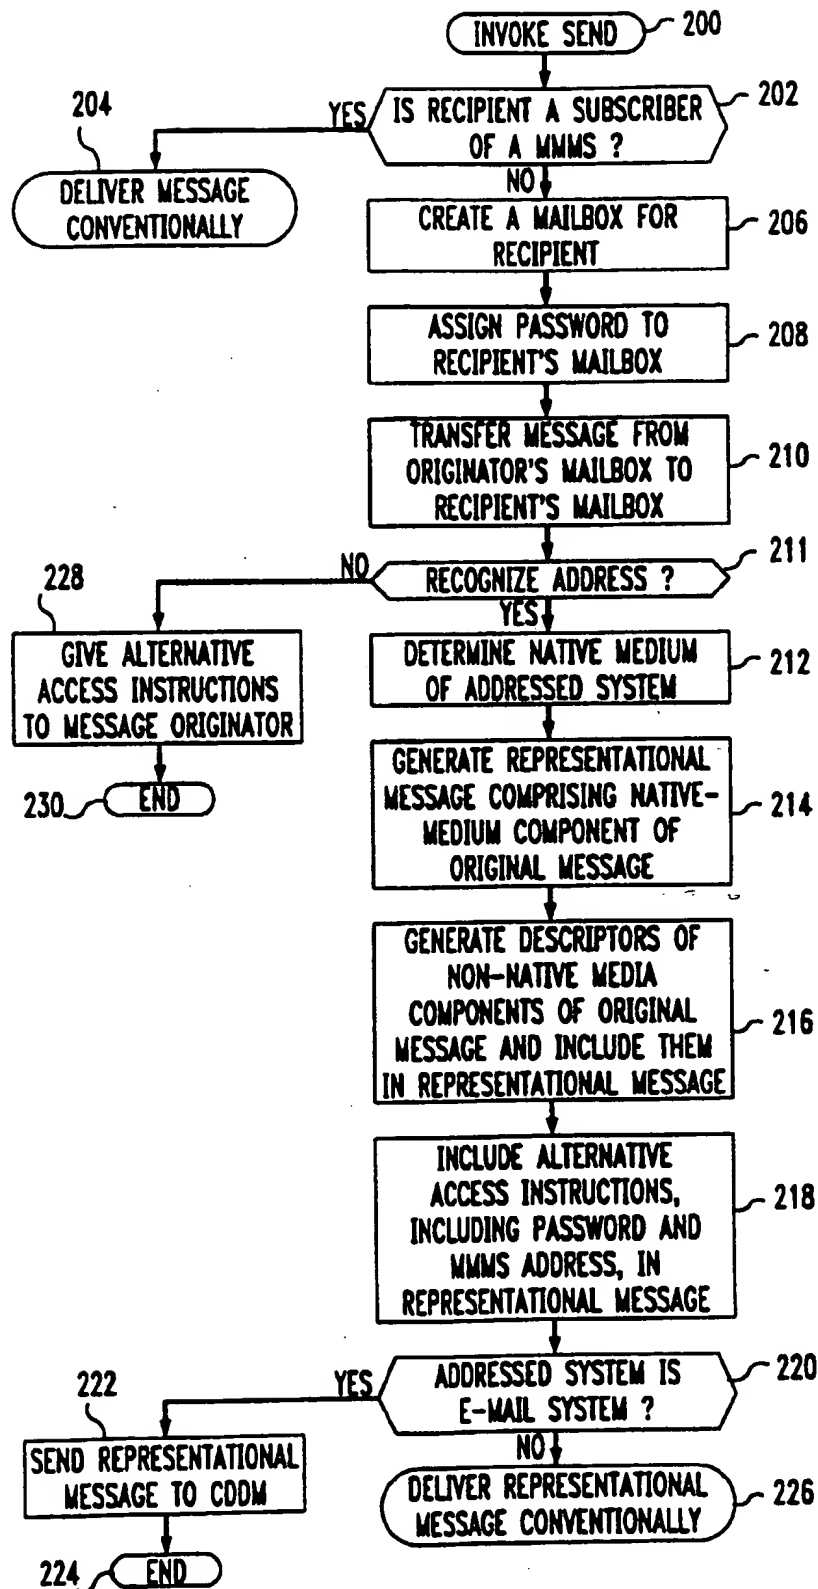 INVOKE SEND
200
IS RECIPIENT A SUBSCRIBER
OF A MMMS ?
202
YES
204
DELIVER MESSAGE
CONVENTIONALLY
NO
CREATE A MAILBOX FOR
RECIPIENT
206
ASSIGN PASSWORD TO
RECIPIENT'S MAILBOX
208
TRANSFER MESSAGE FROM
ORIGINATOR'S MAILBOX TO
RECIPIENT'S MAILBOX
210
RECOGNIZE ADDRESS ?
211
NO
228
GIVE ALTERNATIVE
ACCESS INSTRUCTIONS
TO MESSAGE ORIGINATOR
230
END
YES
DETERMINE NATIVE MEDIUM
OF ADDRESSED SYSTEM
212
GENERATE REPRESENTATIONAL
MESSAGE COMPRISING NATIVE-
MEDIUM COMPONENT OF
ORIGINAL MESSAGE
214
GENERATE DESCRIPTORS OF
NON-NATIVE MEDIA
COMPONENTS OF ORIGINAL
MESSAGE AND INCLUDE THEM
IN REPRESENTATIONAL MESSAGE
216
INCLUDE ALTERNATIVE
ACCESS INSTRUCTIONS,
INCLUDING PASSWORD AND
MMMS ADDRESS, IN
REPRESENTATIONAL MESSAGE
218
ADDRESSED SYSTEM IS
E-MAIL SYSTEM ?
220
YES
222
SEND REPRESENTATIONAL
MESSAGE TO CDDM
224
END
NO
DELIVER REPRESENTATIONAL
MESSAGE CONVENTIONALLY
226